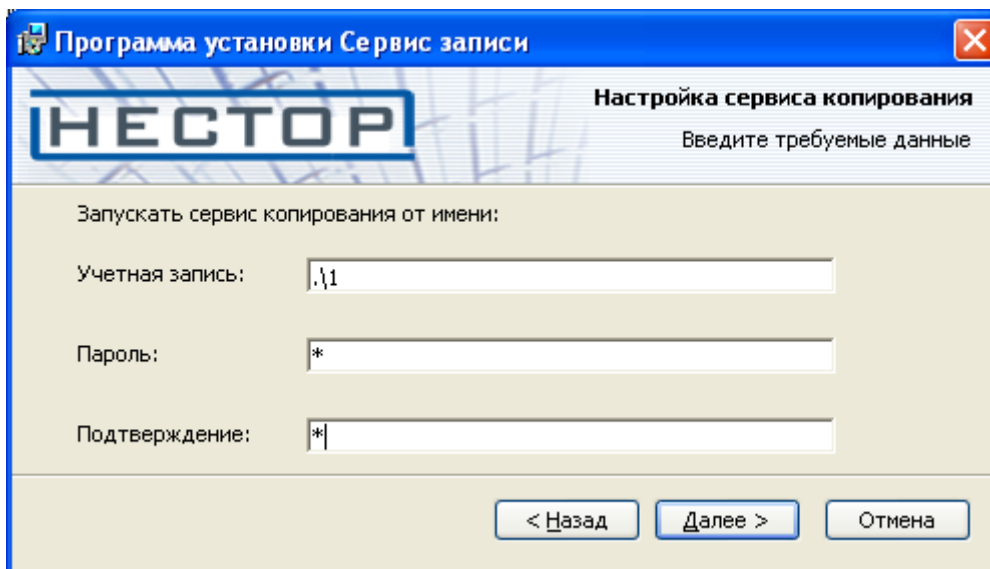 Программа установки Сервис записи
НЕСТОР
Настройка сервиса копирования
Введите требуемые данные
Запускать сервис копирования от имени:
Учетная запись: .\1
Пароль: *
Подтверждение: *
< Назад Далее > Отмена